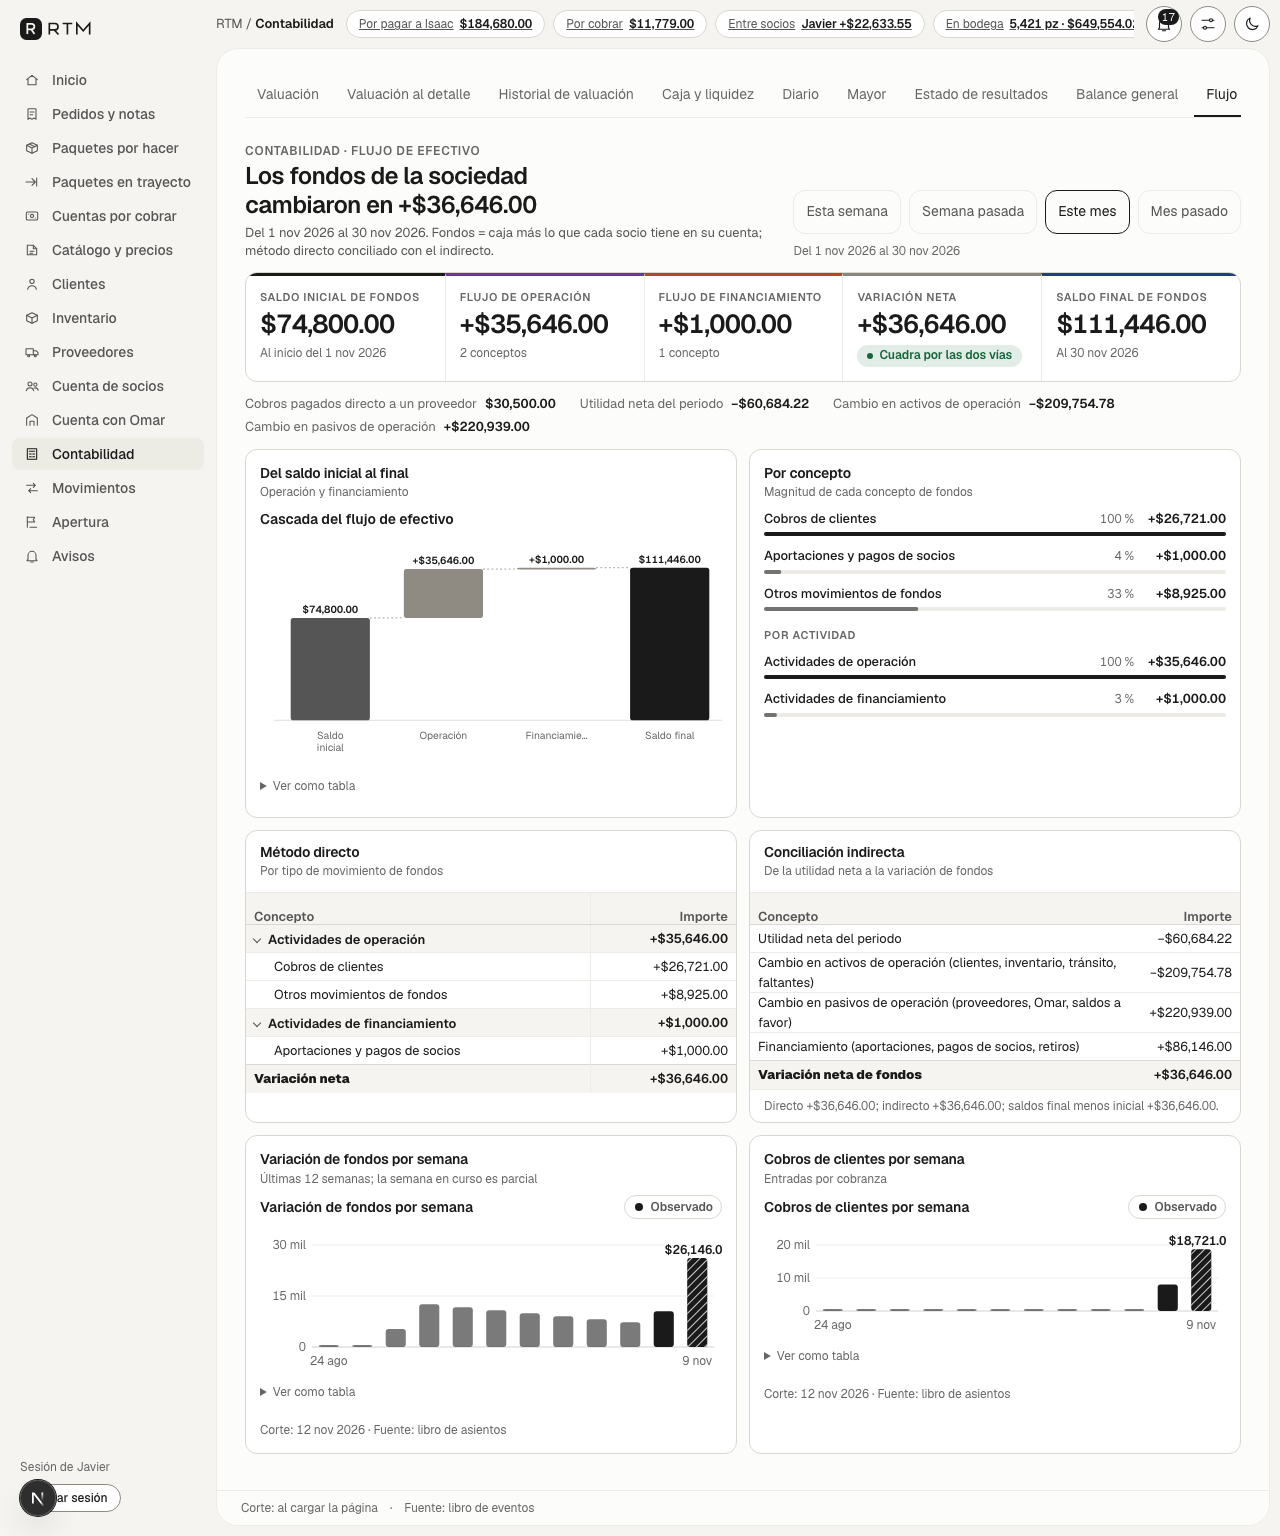 R RTM
RTM / Contabilidad
Por pagar a Isaac $184,680.00
Por cobrar $11,779.00
Entre socios Javier +$22,633.55
En bodega 5,421 pz · $649,554.02
17
Inicio
Pedidos y notas
Paquetes por hacer
Paquetes en trayecto
Cuentas por cobrar
Catálogo y precios
Clientes
Inventario
Proveedores
Cuenta de socios
Cuenta con Omar
Contabilidad
Movimientos
Apertura
Avisos
Sesión de Javier
N ar sesión
Valuación
Valuación al detalle
Historial de valuación
Caja y liquidez
Diario
Mayor
Estado de resultados
Balance general
Flujo
CONTABILIDAD · FLUJO DE EFECTIVO
Los fondos de la sociedad
cambiaron en +$36,646.00
Del 1 nov 2026 al 30 nov 2026. Fondos = caja más lo que cada socio tiene en su cuenta;
método directo conciliado con el indirecto.
Esta semana
Semana pasada
Este mes
Mes pasado
Del 1 nov 2026 al 30 nov 2026
SALDO INICIAL DE FONDOS
$74,800.00
Al inicio del 1 nov 2026
FLUJO DE OPERACIÓN
+$35,646.00
2 conceptos
FLUJO DE FINANCIAMIENTO
+$1,000.00
1 concepto
VARIACIÓN NETA
+$36,646.00
Cuadra por las dos vías
SALDO FINAL DE FONDOS
$111,446.00
Al 30 nov 2026
Cobros pagados directo a un proveedor $30,500.00
Utilidad neta del periodo −$60,684.22
Cambio en activos de operación −$209,754.78
Cambio en pasivos de operación +$220,939.00
Del saldo inicial al final
Operación y financiamiento
Cascada del flujo de efectivo
$74,800.00
+$35,646.00
+$1,000.00
$111,446.00
Saldo
inicial
Operación
Financiamie…
Saldo final
Ver como tabla
Por concepto
Magnitud de cada concepto de fondos
Cobros de clientes 100 % +$26,721.00
Aportaciones y pagos de socios 4 % +$1,000.00
Otros movimientos de fondos 33 % +$8,925.00
POR ACTIVIDAD
Actividades de operación 100 % +$35,646.00
Actividades de financiamiento 3 % +$1,000.00
Método directo
Por tipo de movimiento de fondos
Concepto Importe
Actividades de operación +$35,646.00
Cobros de clientes +$26,721.00
Otros movimientos de fondos +$8,925.00
Actividades de financiamiento +$1,000.00
Aportaciones y pagos de socios +$1,000.00
Variación neta +$36,646.00
Conciliación indirecta
De la utilidad neta a la variación de fondos
Concepto Importe
Utilidad neta del periodo −$60,684.22
Cambio en activos de operación (clientes, inventario, tránsito,
faltantes) −$209,754.78
Cambio en pasivos de operación (proveedores, Omar, saldos a
favor) +$220,939.00
Financiamiento (aportaciones, pagos de socios, retiros) +$86,146.00
Variación neta de fondos +$36,646.00
Directo +$36,646.00; indirecto +$36,646.00; saldos final menos inicial +$36,646.00.
Variación de fondos por semana
Últimas 12 semanas; la semana en curso es parcial
Variación de fondos por semana
Observado
30 mil
15 mil
0
$26,146.0
24 ago
9 nov
Ver como tabla
Corte: 12 nov 2026 · Fuente: libro de asientos
Cobros de clientes por semana
Entradas por cobranza
Cobros de clientes por semana
Observado
20 mil
10 mil
0
$18,721.0
24 ago
9 nov
Ver como tabla
Corte: 12 nov 2026 · Fuente: libro de asientos
Corte: al cargar la página · Fuente: libro de eventos